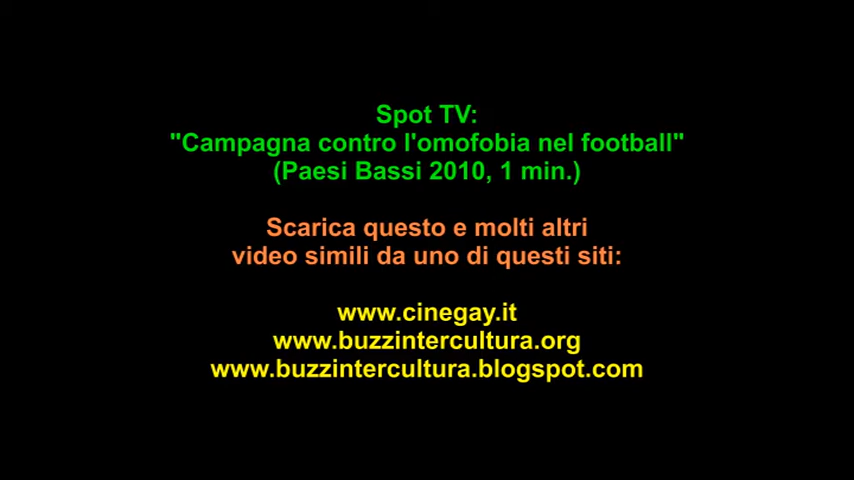 Spot TV:
"Campagna contro l'omofobia nel football"
(Paesi Bassi 2010, 1 min.)
Scarica questo e molti altri
video simili da uno di questi siti:
www.cinegay.it
www.buzzintercultura.org
www.buzzintercultura.blogspot.com